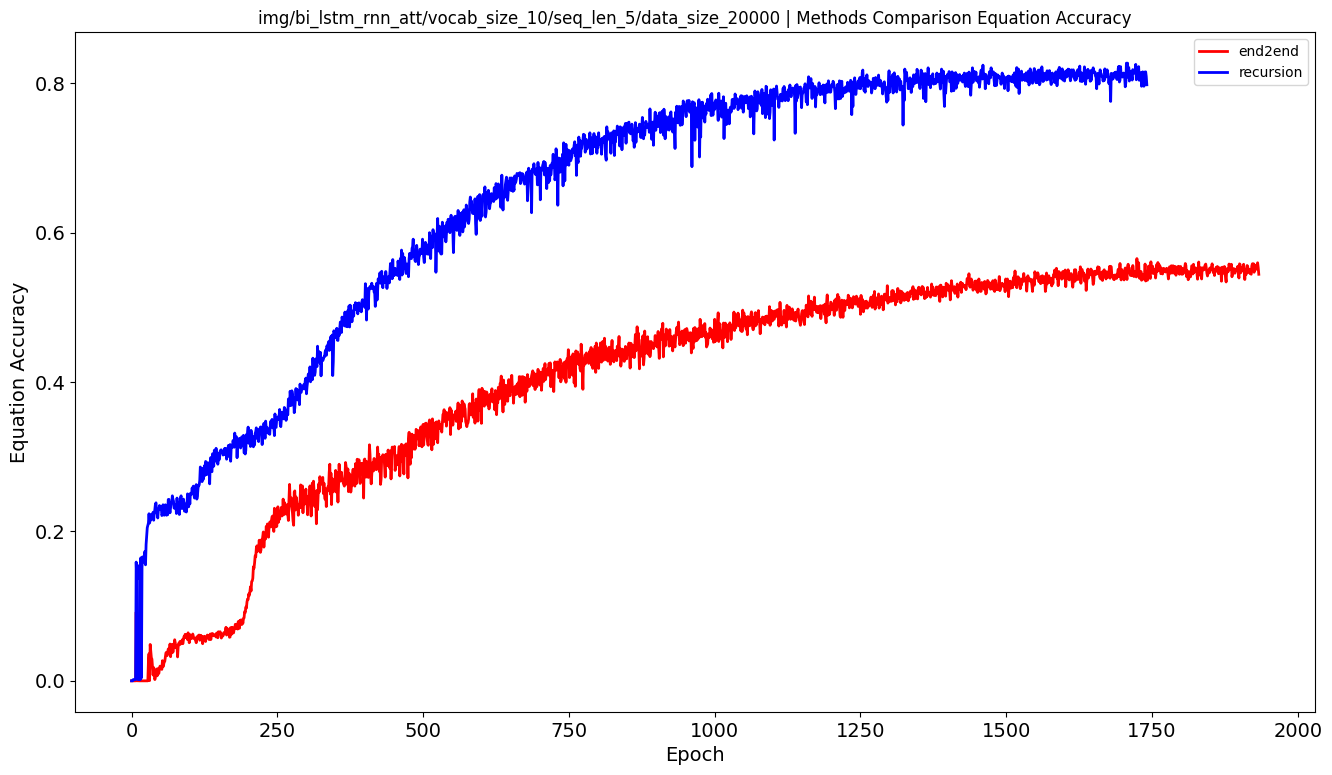 img/bi_lstm_rnn_att/vocab_size_10/seq_len_5/data_size_20000 | Methods Comparison Equation Accuracy
end2end
recursion
0.8
0.6
0.4
0.2
0.0
Equation Accuracy
0 250 500 750 1000 1250 1500 1750 2000
Epoch